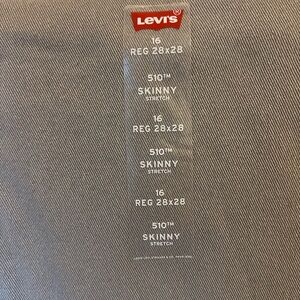 Levi's
16
REG 28x28
510™
SKINNY
STRETCH
16
REG 28x28
510™
SKINNY
STRETCH
16
REG 28x28
510™
SKINNY
STRETCH